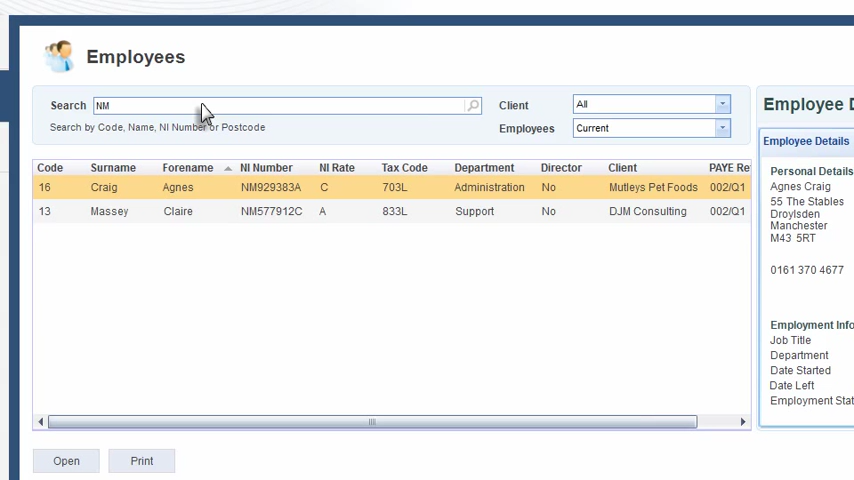 Employees
Search NM Client All
Search by Code, Name, NI Number or Postcode Employees Current
Code Surname Forename NI Number NI Rate Tax Code Department Director Client PAYE Re
16 Craig Agnes NM929383A C 703L Administration No Mutleys Pet Foods 002/Q1
13 Massey Claire NM577912C A 833L Support No DJM Consulting 002/Q1
Open Print
Employee D
Employee Details
Personal Details
Agnes Craig
55 The Stables
Droylsden
Manchester
M43 5RT
0161 370 4677
Employment Info
Job Title
Department
Date Started
Date Left
Employment Stat